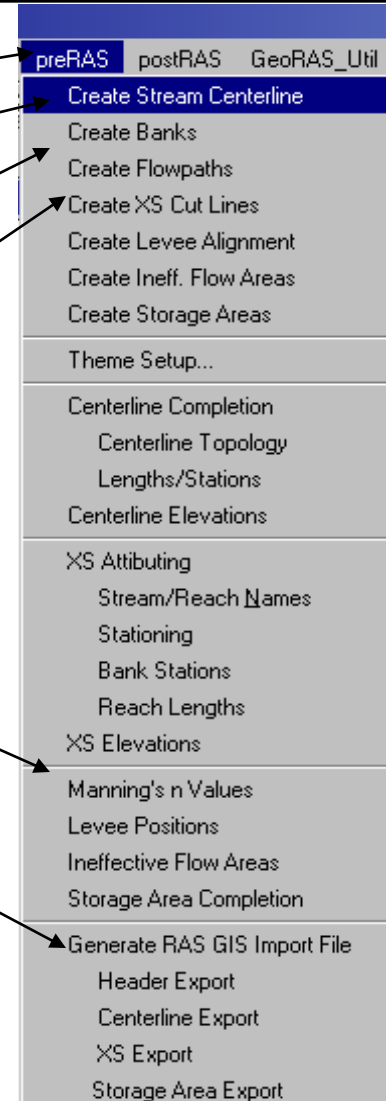 preRAS postRAS GeoRAS_Util
Create Stream Centerline
Create Banks
Create Flowpaths
Create XS Cut Lines
Create Levee Alignment
Create Ineff. Flow Areas
Create Storage Areas
Theme Setup...
Centerline Completion
Centerline Topology
Lengths/Stations
Centerline Elevations
XS Attibuting
Stream/Reach Names
Stationing
Bank Stations
Reach Lengths
XS Elevations
Manning's n Values
Levee Positions
Ineffective Flow Areas
Storage Area Completion
Generate RAS GIS Import File
Header Export
Centerline Export
XS Export
Storage Area Export